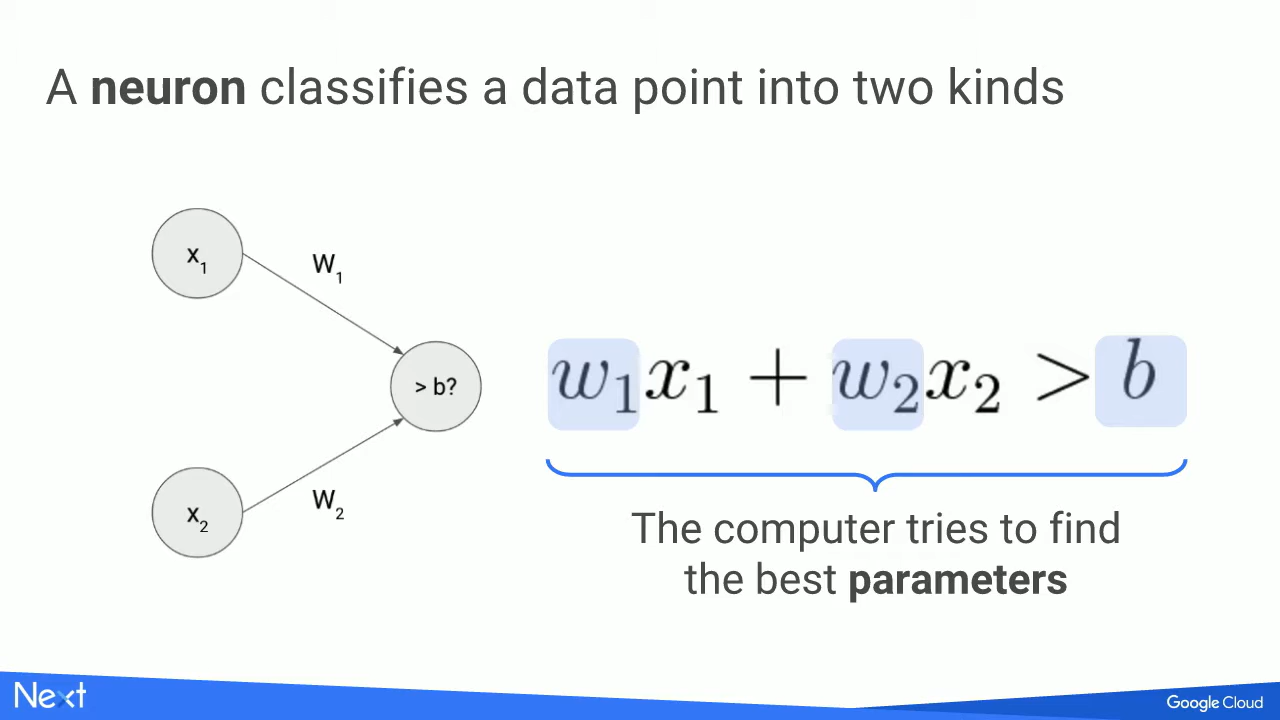 A neuron classifies a data point into two kinds
x₁
W₁
> b?
w₁x₁ + w₂x₂ > b
x₂
W₂
The computer tries to find
the best parameters
Next
Google Cloud